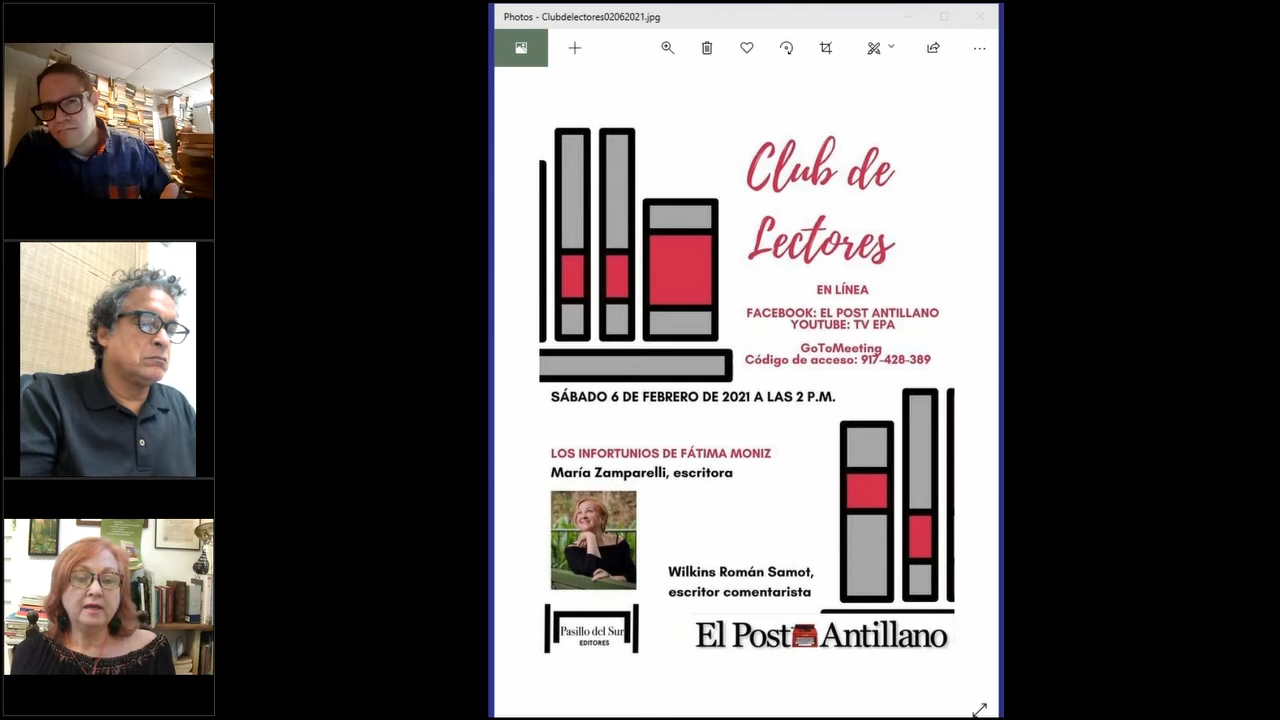 Photos - Clubdelectores02062021.jpg
Club de
Lectores
EN LÍNEA
FACEBOOK: EL POST ANTILLANO
YOUTUBE: TV EPA
GoToMeeting
Código de acceso: 917-428-389
SÁBADO 6 DE FEBRERO DE 2021 A LAS 2 P.M.
LOS INFORTUNIOS DE FÁTIMA MONIZ
María Zamparelli, escritora
Wilkins Román Samot,
escritor comentarista
Pasillo del Sur
EDITORES
El Post Antillano